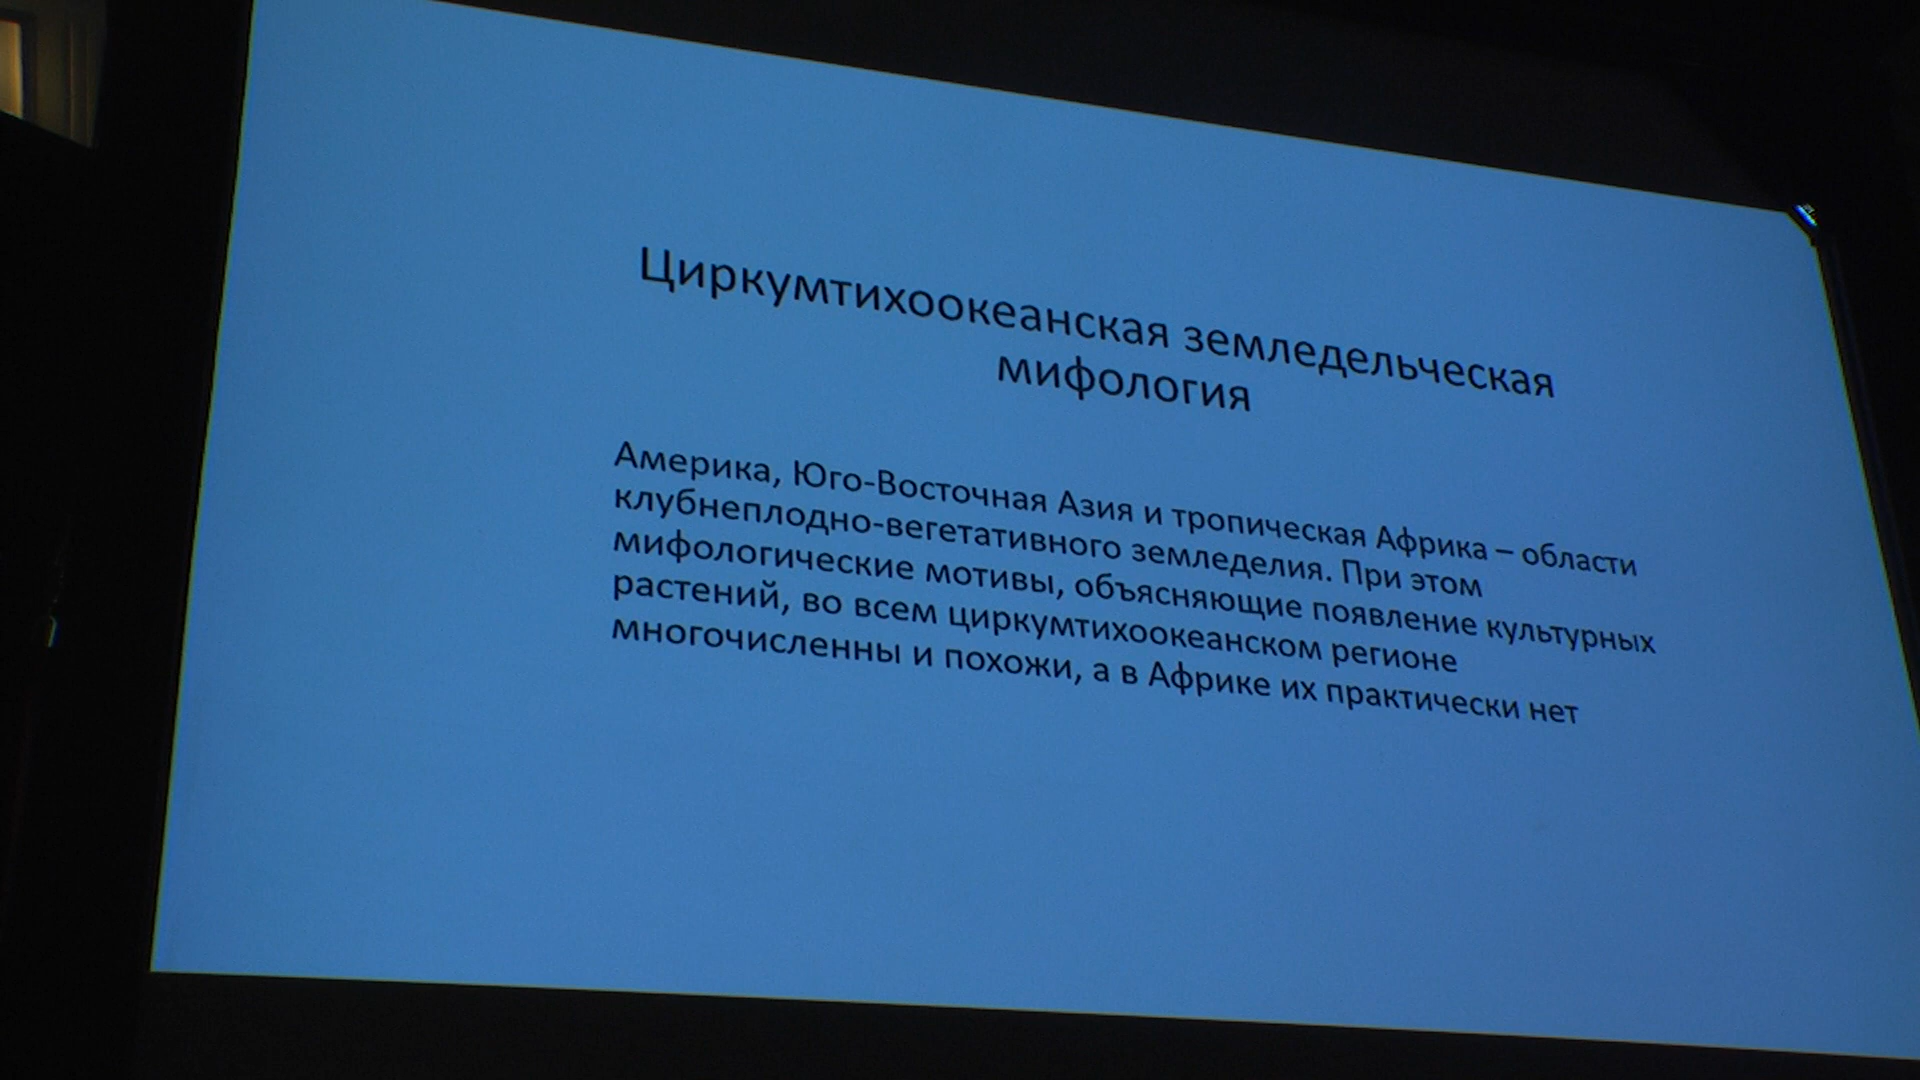 Циркумтихоокеанская земледельческая
мифология
Америка, Юго-Восточная Азия и тропическая Африка – области
клубнеплодно-вегетативного земледелия. При этом
мифологические мотивы, объясняющие появление культурных
растений, во всем циркумтихоокеанском регионе
многочисленны и похожи, а в Африке их практически нет